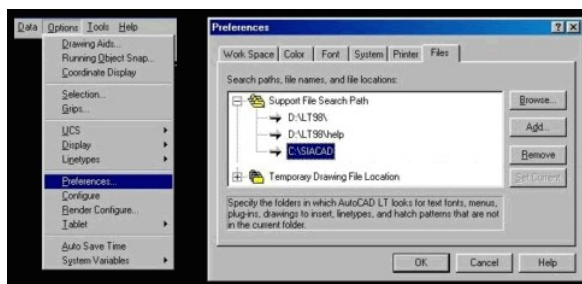 Data Options Tools Help
Drawing Aids...
Running Object Snap...
Coordinate Display
Selection...
Grips...
UCS
Display
Linetypes
Preferences...
Configure
Render Configure...
Tablet
Auto Save Time
System Variables
Preferences
Work Space Color Font System Printer Files
Search paths, file names, and file locations:
Support File Search Path
D:\LT98\
D:\LT98\help
C:\SIACAD
Temporary Drawing File Location
Browse...
Add...
Remove
Set Current
Specify the folders in which AutoCAD LT looks for text fonts, menus,
plug-ins, drawings to insert, linetypes, and hatch patterns that are not
in the current folder.
OK Cancel Help